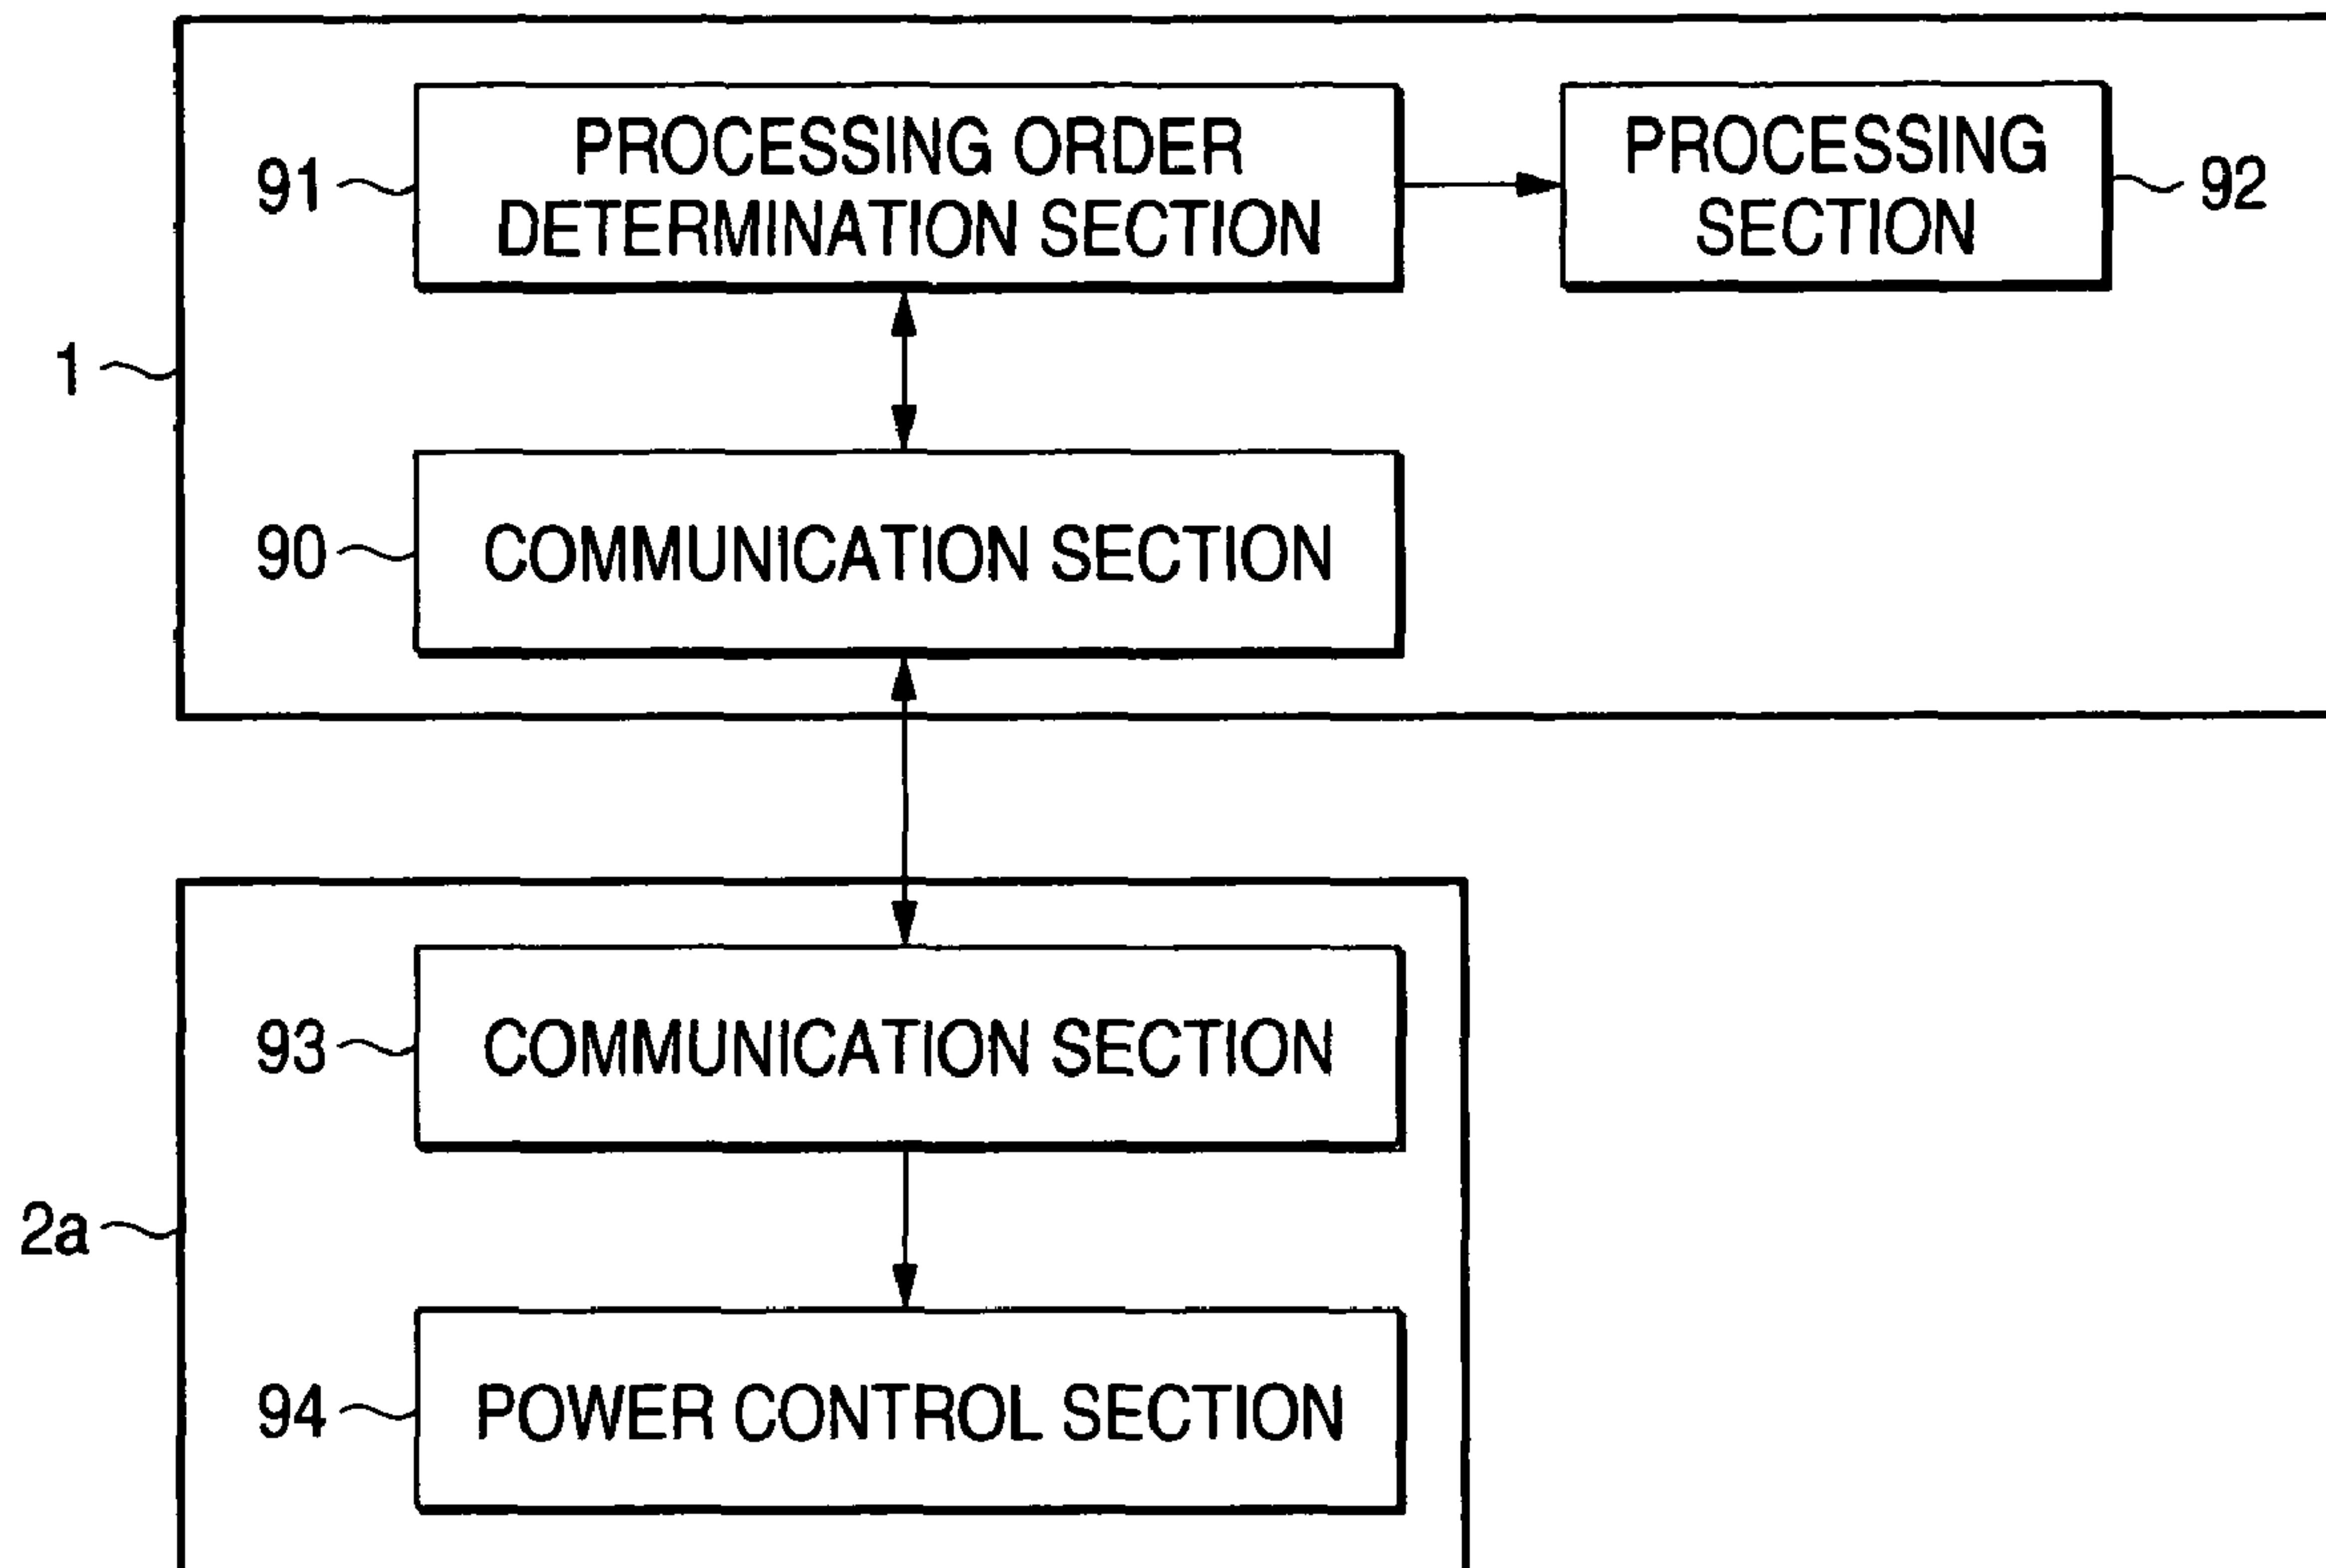 91
PROCESSING ORDER
DETERMINATION SECTION
PROCESSING
SECTION
92
1
90
COMMUNICATION SECTION
93
COMMUNICATION SECTION
2a
94
POWER CONTROL SECTION